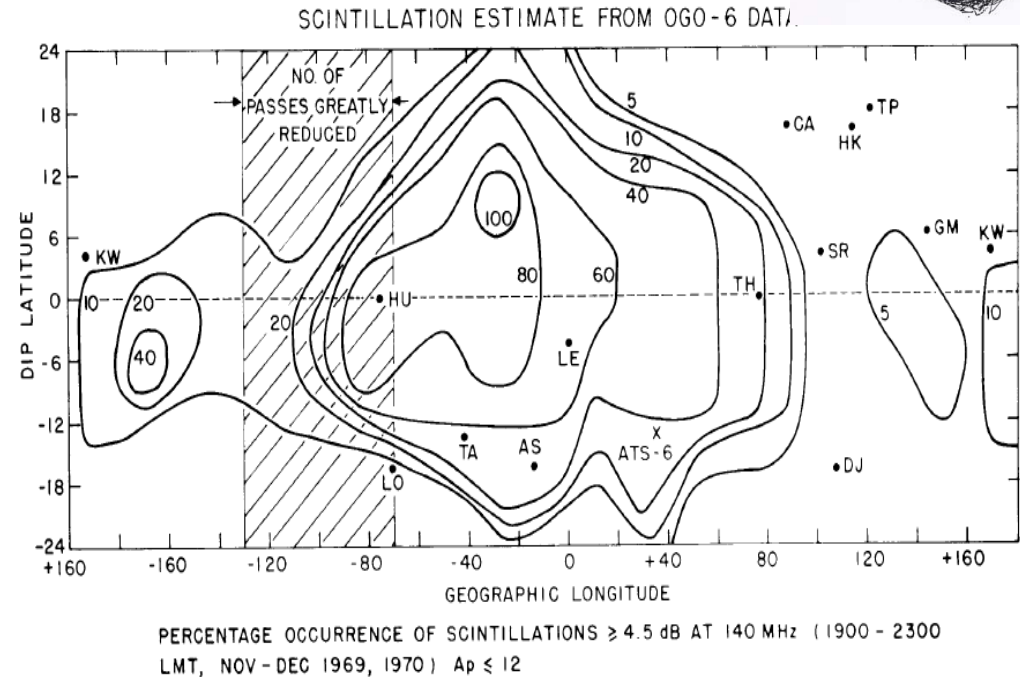 SCINTILLATION ESTIMATE FROM OGO-6 DATA
24
18
12
6
0
-6
-12
-18
-24
DIP LATITUDE
NO. OF
PASSES GREATLY
REDUCED
5
10
20
40
TP
CA
HK
100
KW
GM
KW
SR
80
60
TH
10
20
HU
5
10
20
40
LE
X
ATS-6
TA
AS
LO
DJ
+160
-160
-120
-80
-40
0
+40
80
120
+160
GEOGRAPHIC LONGITUDE
PERCENTAGE OCCURRENCE OF SCINTILLATIONS ≥ 4.5 dB AT 140 MHz (1900 - 2300
LMT, NOV - DEC 1969, 1970) Ap ≤ 12